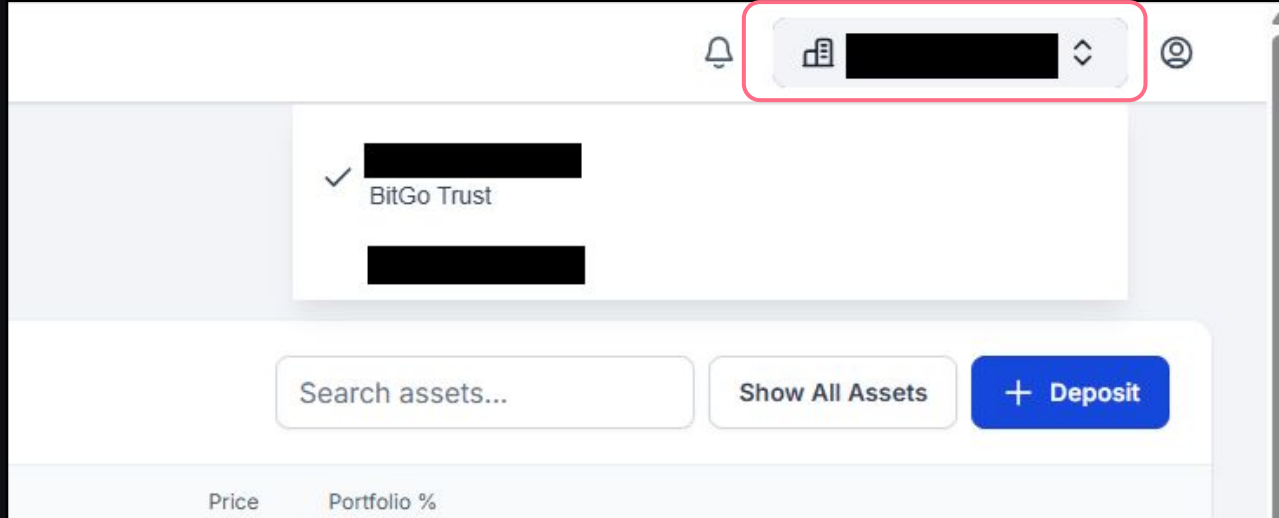 BitGo Trust
Search assets...
Show All Assets
+ Deposit
Price
Portfolio %